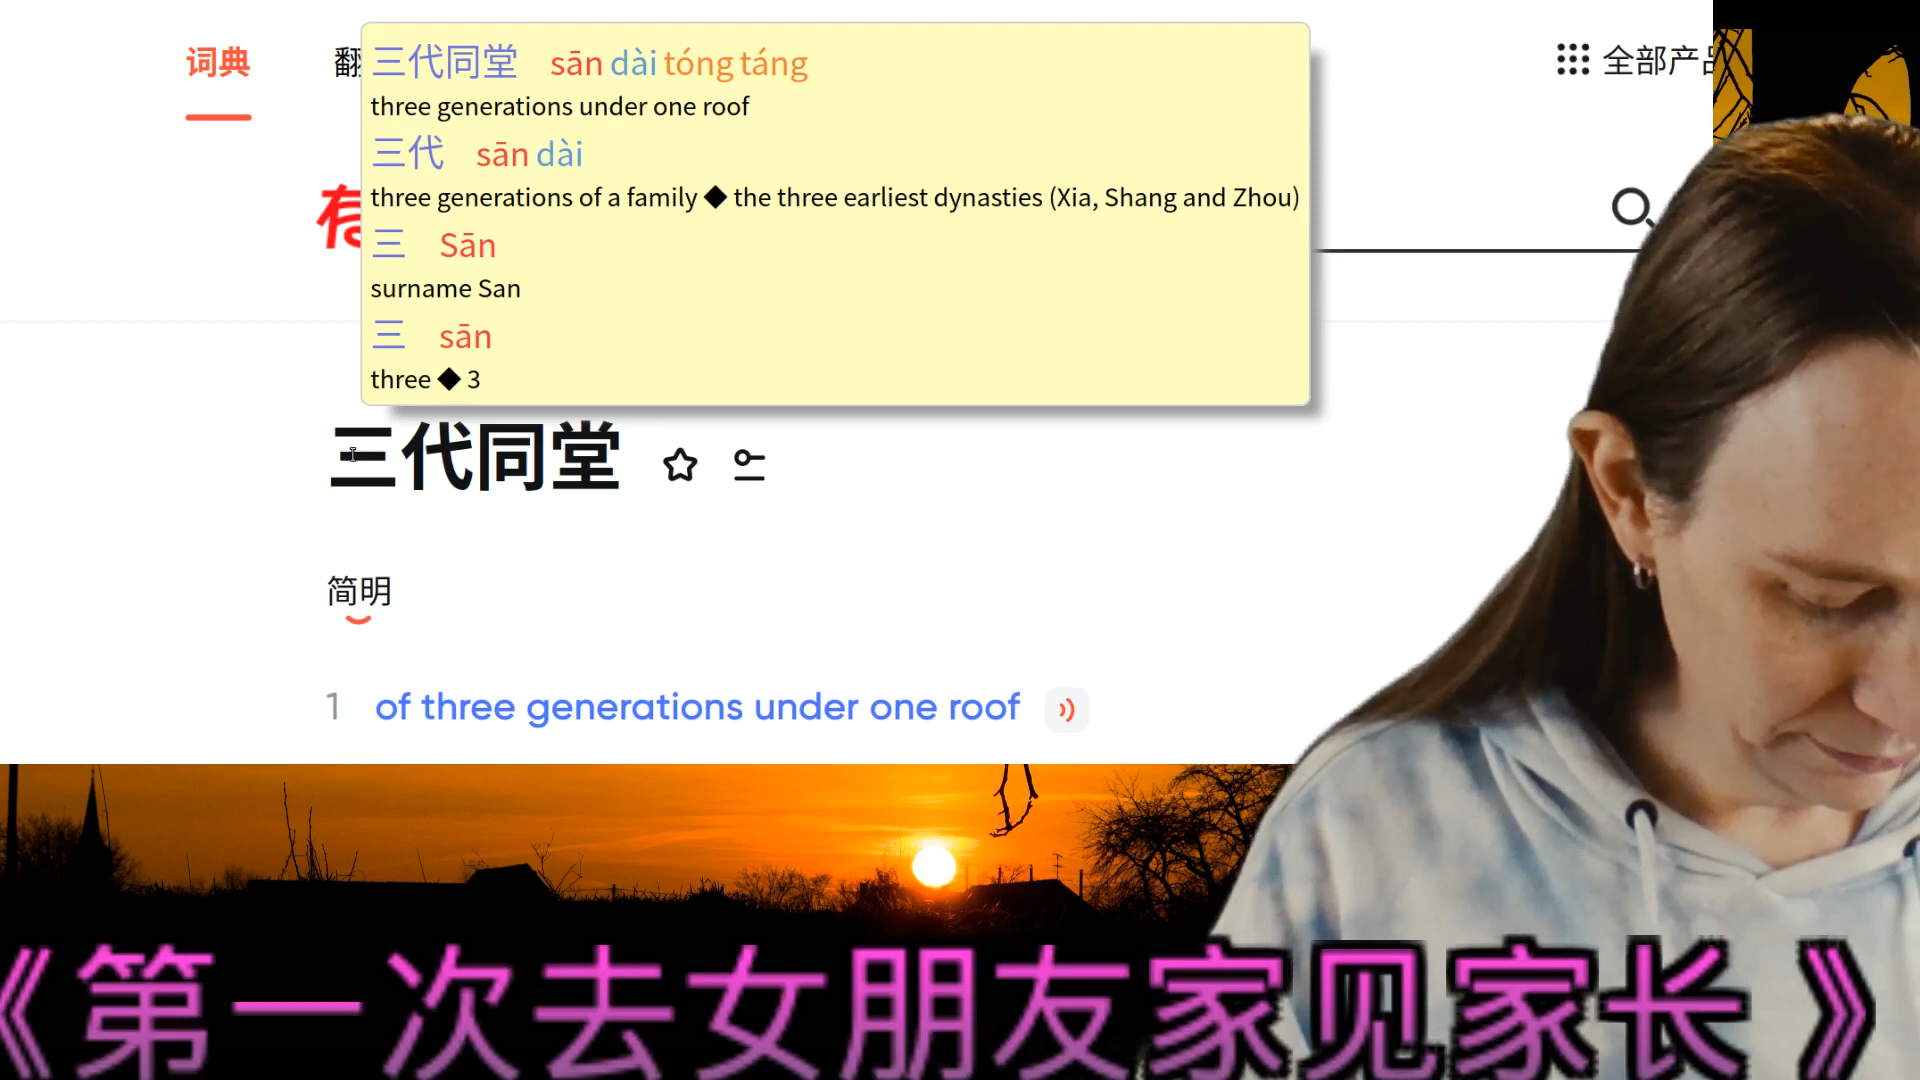 词典
翻
全部产品
三代同堂 sān dài tóng táng
three generations under one roof
三代 sān dài
three generations of a family ◆ the three earliest dynasties (Xia, Shang and Zhou)
三 Sān
surname San
三 sān
three ◆ 3
有
三代同堂
简明
1 of three generations under one roof
《第一次去女朋友家见家长》